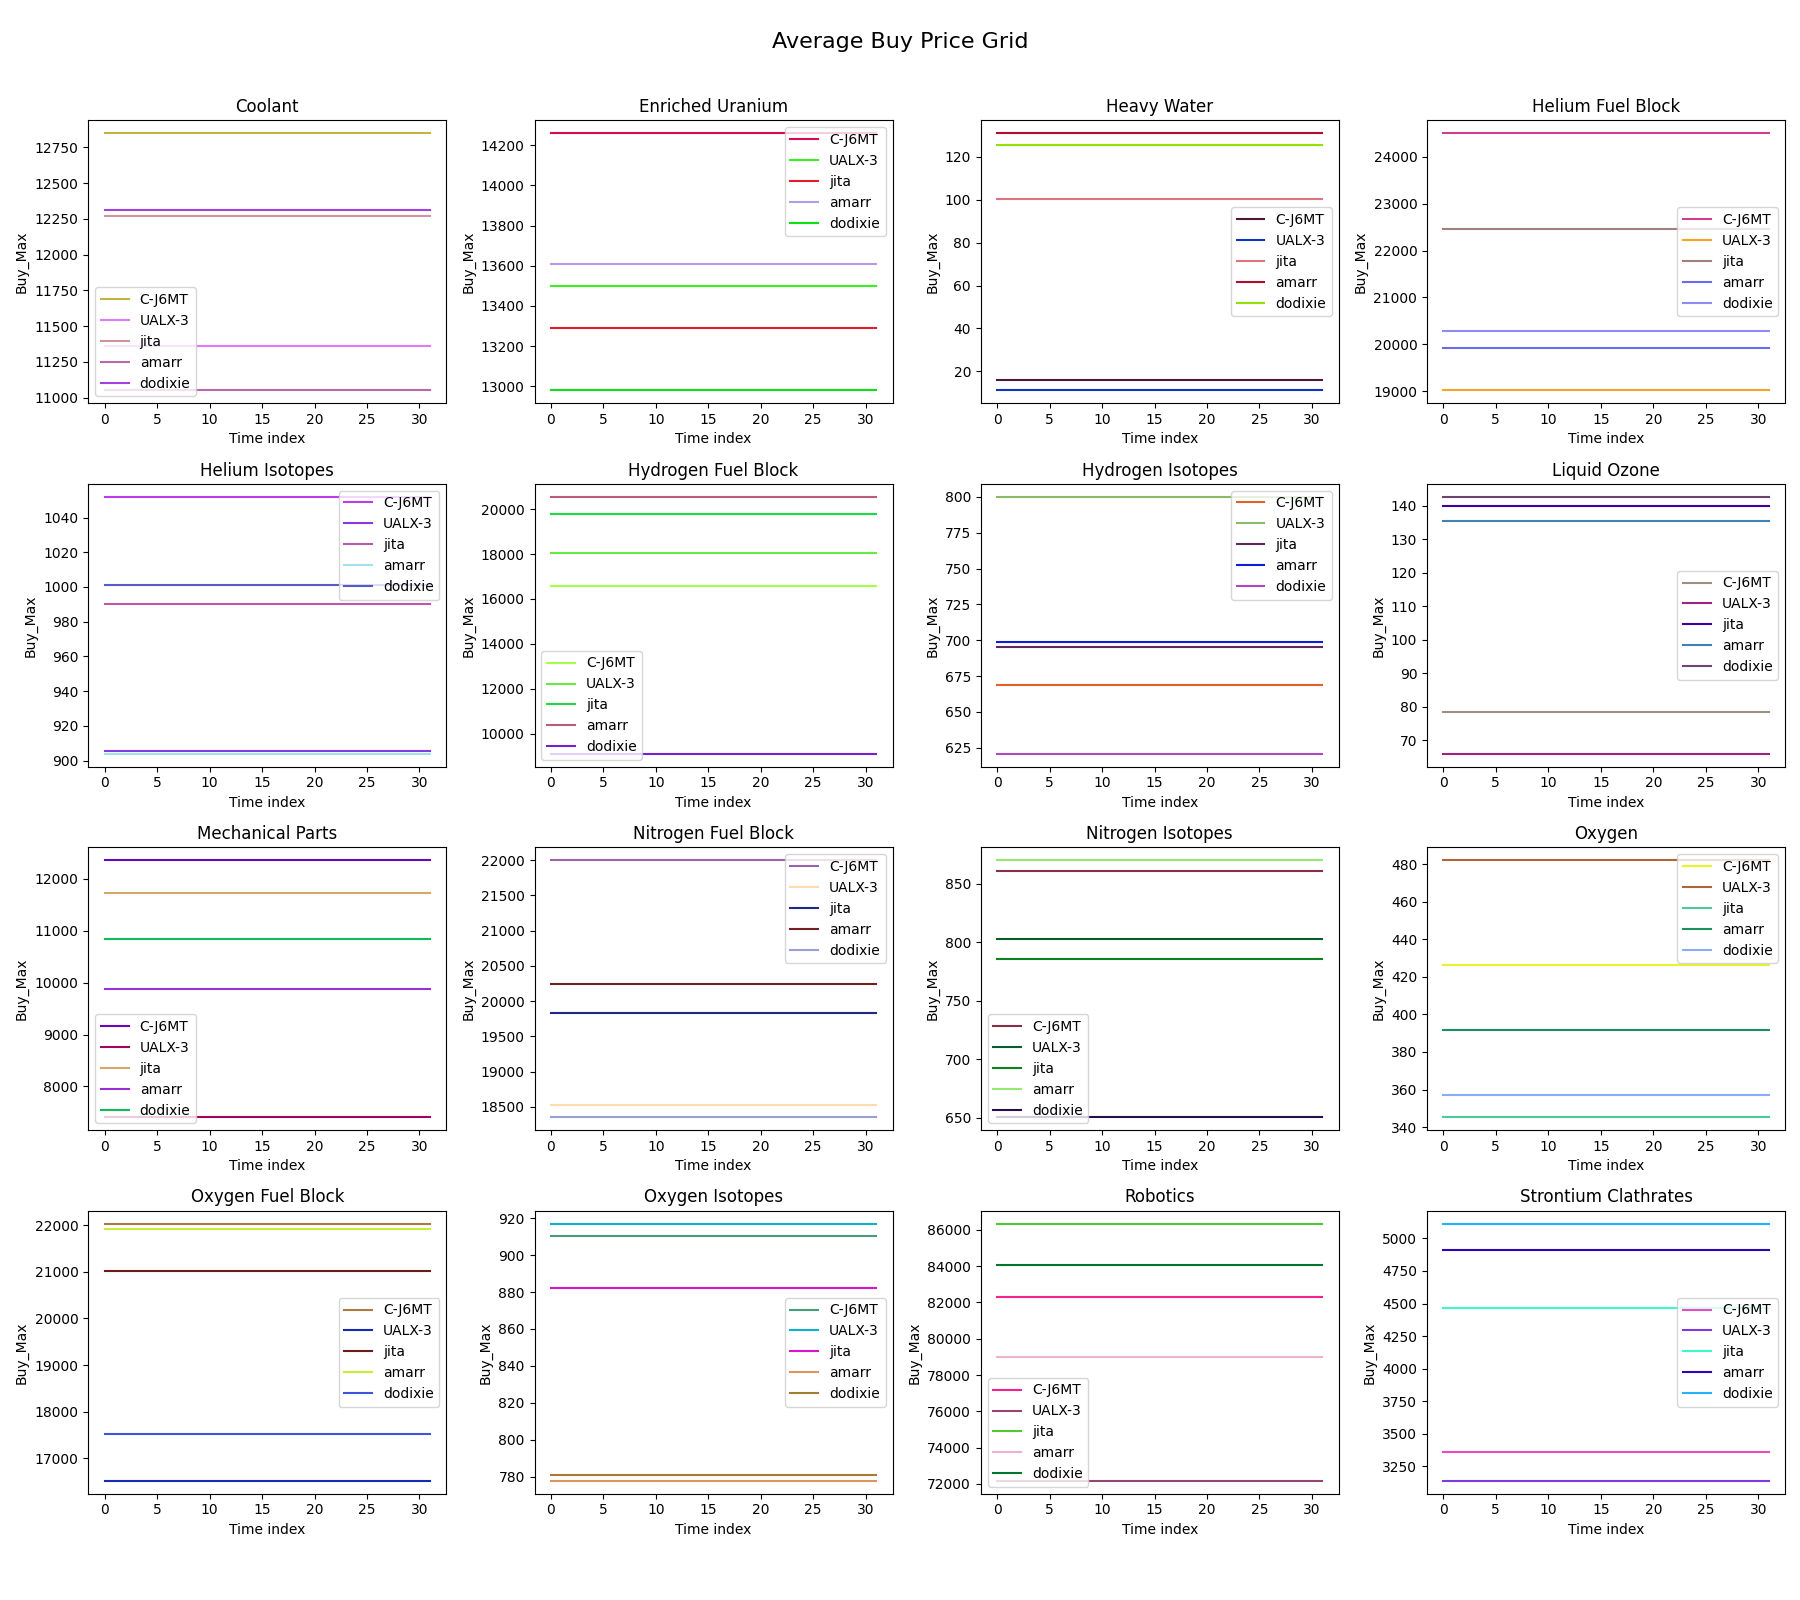 Average Buy Price Grid
Coolant
12750
12500
12250
12000
11750
11500
11250
11000
Buy_Max
C-J6MT
UALX-3
jita
amarr
dodixie
0 5 10 15 20 25 30
Time index
Enriched Uranium
14200
14000
13800
13600
13400
13200
13000
Buy_Max
C-J6MT
UALX-3
jita
amarr
dodixie
0 5 10 15 20 25 30
Time index
Heavy Water
120
100
80
60
40
20
Buy_Max
C-J6MT
UALX-3
jita
amarr
dodixie
0 5 10 15 20 25 30
Time index
Helium Fuel Block
24000
23000
22000
21000
20000
19000
Buy_Max
C-J6MT
UALX-3
jita
amarr
dodixie
0 5 10 15 20 25 30
Time index
Helium Isotopes
1040
1020
1000
980
960
940
920
900
Buy_Max
C-J6MT
UALX-3
jita
amarr
dodixie
0 5 10 15 20 25 30
Time index
Hydrogen Fuel Block
20000
18000
16000
14000
12000
10000
Buy_Max
C-J6MT
UALX-3
jita
amarr
dodixie
0 5 10 15 20 25 30
Time index
Hydrogen Isotopes
800
775
750
725
700
675
650
625
Buy_Max
C-J6MT
UALX-3
jita
amarr
dodixie
0 5 10 15 20 25 30
Time index
Liquid Ozone
140
130
120
110
100
90
80
70
Buy_Max
C-J6MT
UALX-3
jita
amarr
dodixie
0 5 10 15 20 25 30
Time index
Mechanical Parts
12000
11000
10000
9000
8000
Buy_Max
C-J6MT
UALX-3
jita
amarr
dodixie
0 5 10 15 20 25 30
Time index
Nitrogen Fuel Block
22000
21500
21000
20500
20000
19500
19000
18500
Buy_Max
C-J6MT
UALX-3
jita
amarr
dodixie
0 5 10 15 20 25 30
Time index
Nitrogen Isotopes
850
800
750
700
650
Buy_Max
C-J6MT
UALX-3
jita
amarr
dodixie
0 5 10 15 20 25 30
Time index
Oxygen
480
460
440
420
400
380
360
340
Buy_Max
C-J6MT
UALX-3
jita
amarr
dodixie
0 5 10 15 20 25 30
Time index
Oxygen Fuel Block
22000
21000
20000
19000
18000
17000
Buy_Max
C-J6MT
UALX-3
jita
amarr
dodixie
0 5 10 15 20 25 30
Time index
Oxygen Isotopes
920
900
880
860
840
820
800
780
Buy_Max
C-J6MT
UALX-3
jita
amarr
dodixie
0 5 10 15 20 25 30
Time index
Robotics
86000
84000
82000
80000
78000
76000
74000
72000
Buy_Max
C-J6MT
UALX-3
jita
amarr
dodixie
0 5 10 15 20 25 30
Time index
Strontium Clathrates
5000
4750
4500
4250
4000
3750
3500
3250
Buy_Max
C-J6MT
UALX-3
jita
amarr
dodixie
0 5 10 15 20 25 30
Time index